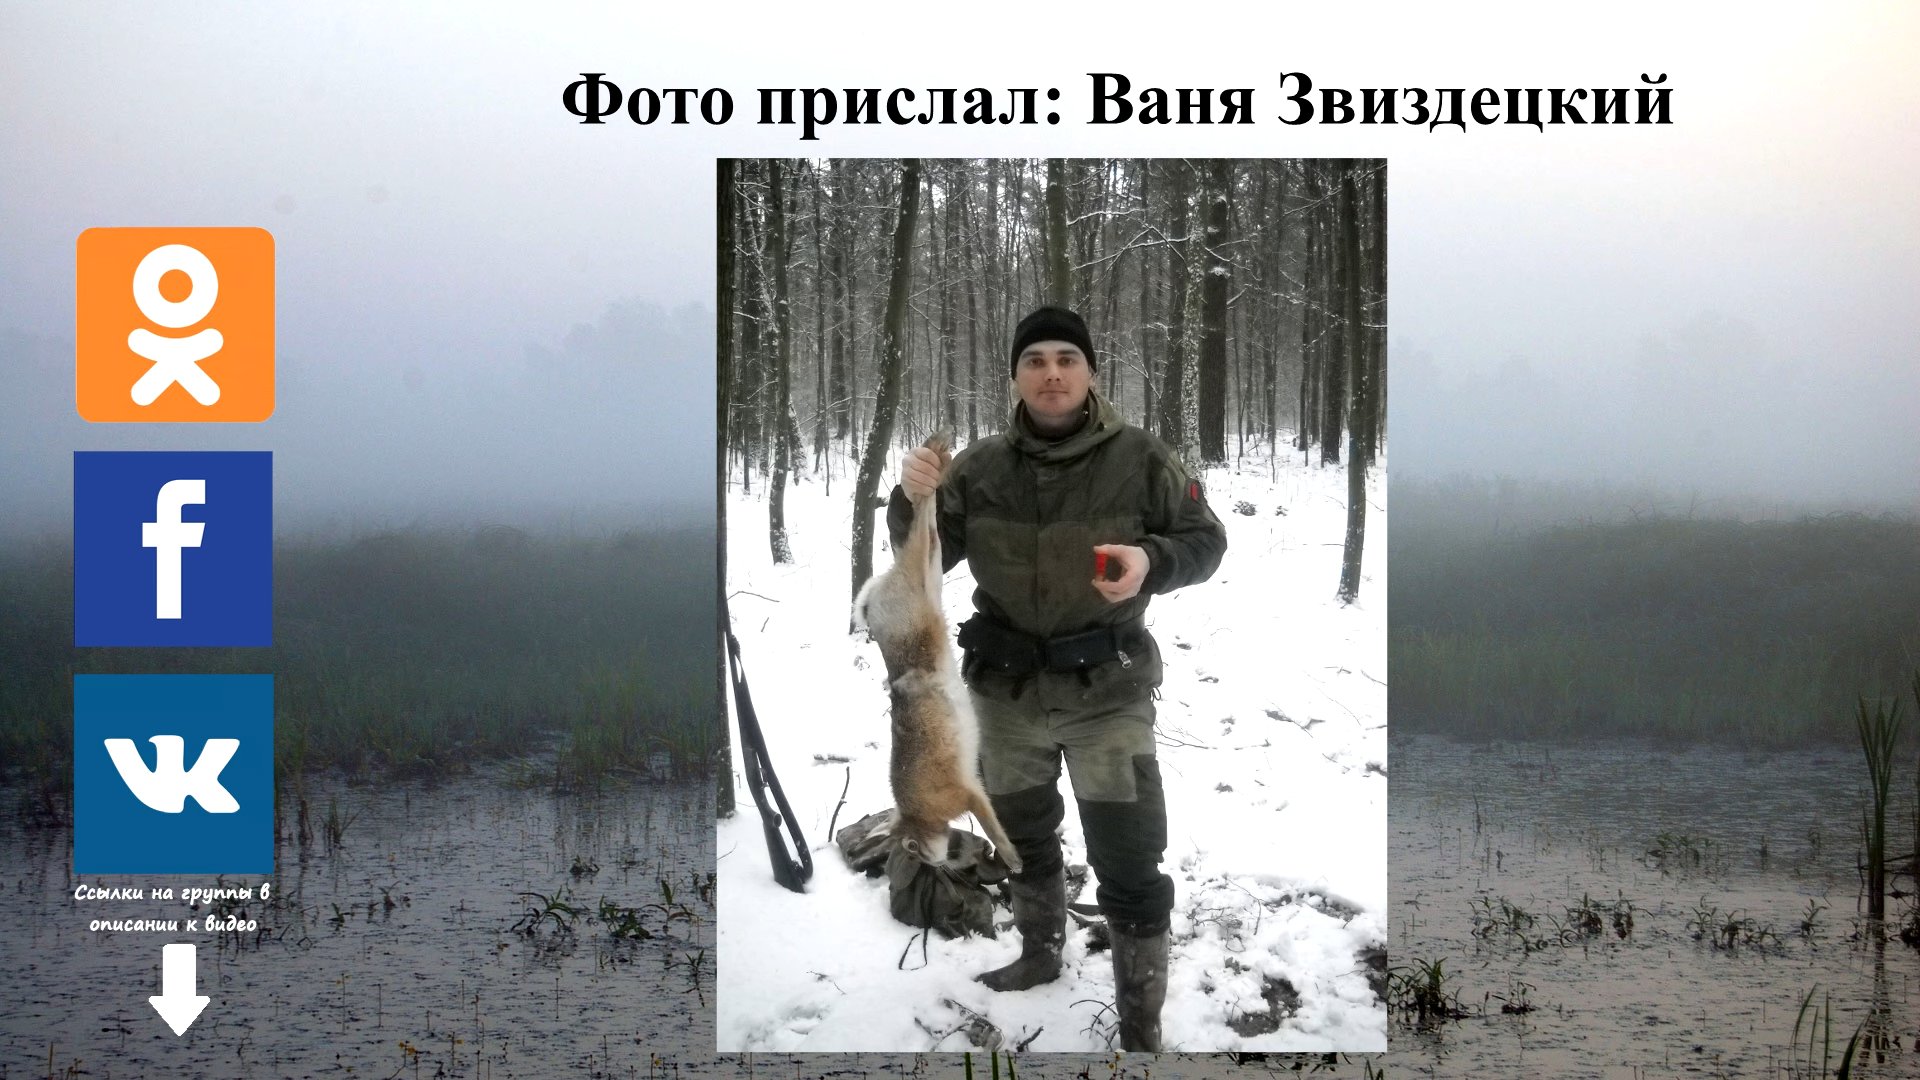 Фото прислал: Ваня Звиздецкий
Ссылки на группы в
описании к видео